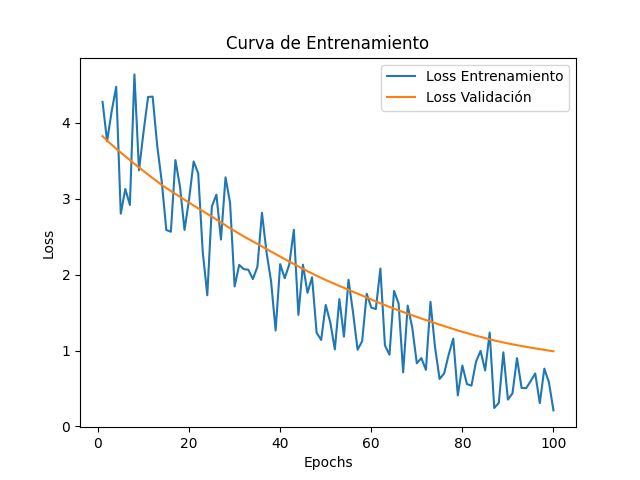 Curva de Entrenamiento
Loss Entrenamiento
Loss Validación
Loss
4
3
2
1
0
0 20 40 60 80 100
Epochs